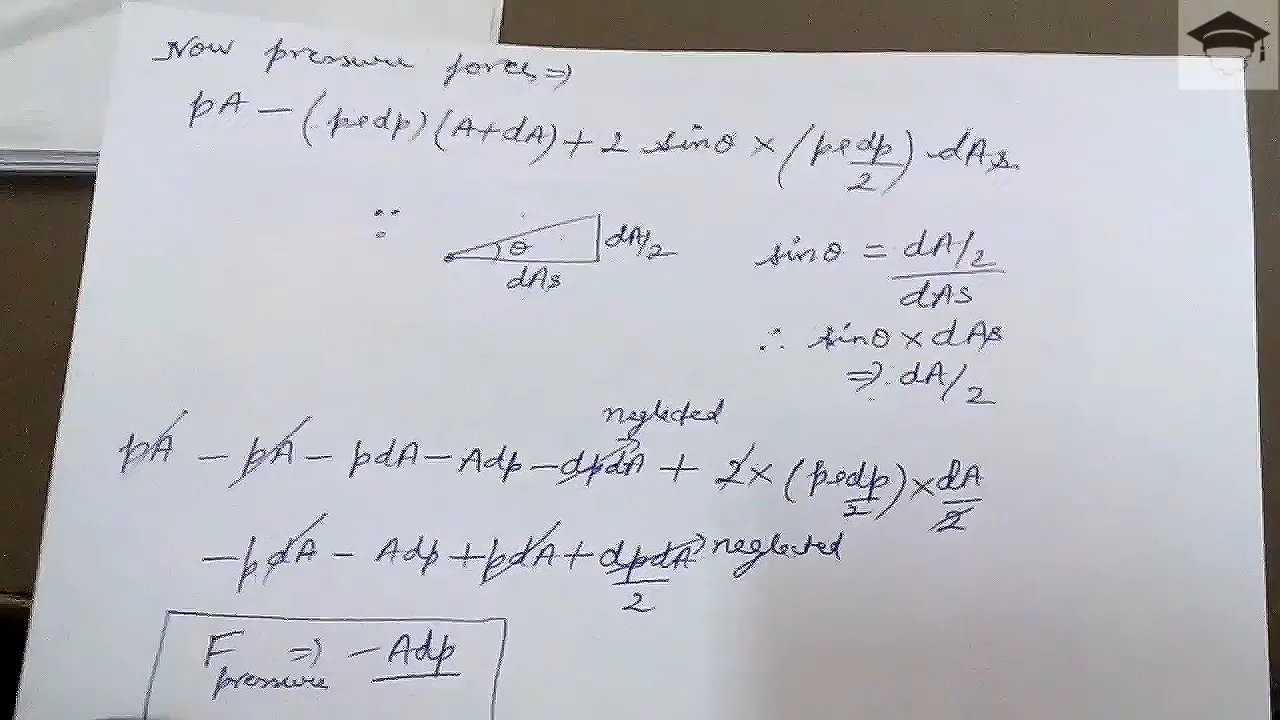 Now pressure force ⇒
pA − (p+dp)(A+dA) + 2 sinθ × (p+dp/2) dAs
∵
θ
dA/2
dAs
sinθ = dA/2 / dAs
∴ sinθ × dAs
⇒ dA/2
neglected
pA − pA − pdA − Adp − dpdA + 2 × (p+dp/2) × dA/2
−pdA − Adp + pdA + dpdA/2 → neglected
F pressure ⇒ −Adp